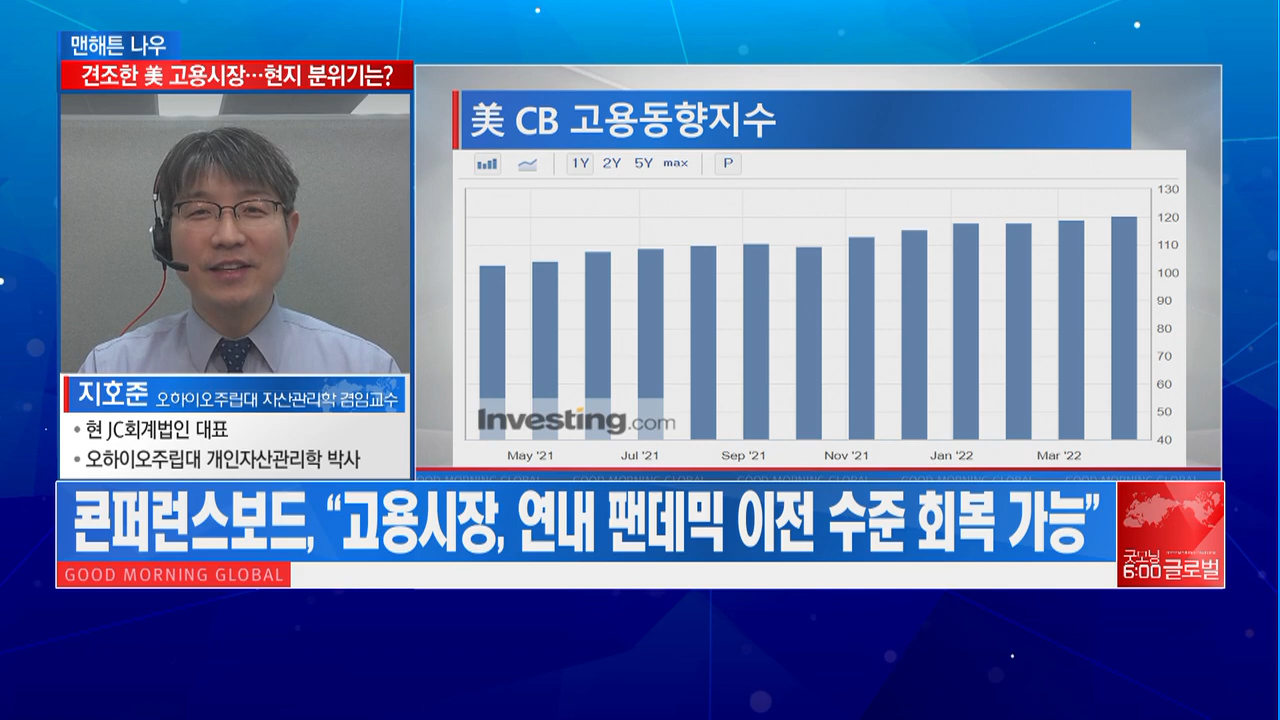 맨해튼 나우
견조한 美 고용시장…현지 분위기는?
지호준 오하이오주립대 자산관리학 겸임교수
• 현 JC회계법인 대표
• 오하이오주립대 개인자산관리학 박사
美 CB 고용동향지수
1Y 2Y 5Y max P
130
120
110
100
90
80
70
60
50
40
Investing.com
May '21 Jul '21 Sep '21 Nov '21 Jan '22 Mar '22
콘퍼런스보드, “고용시장, 연내 팬데믹 이전 수준 회복 가능”
GOOD MORNING GLOBAL
굿모닝
6:00 글로벌